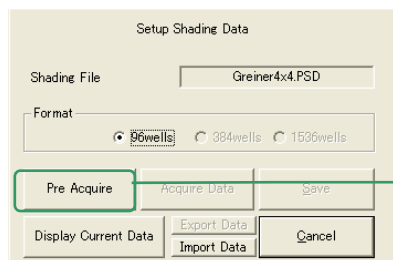 Setup Shading Data
Shading File
Greiner4x4.PSD
Format
96wells 384wells 1536wells
Pre Acquire Acquire Data Save
Display Current Data Export Data Import Data Cancel